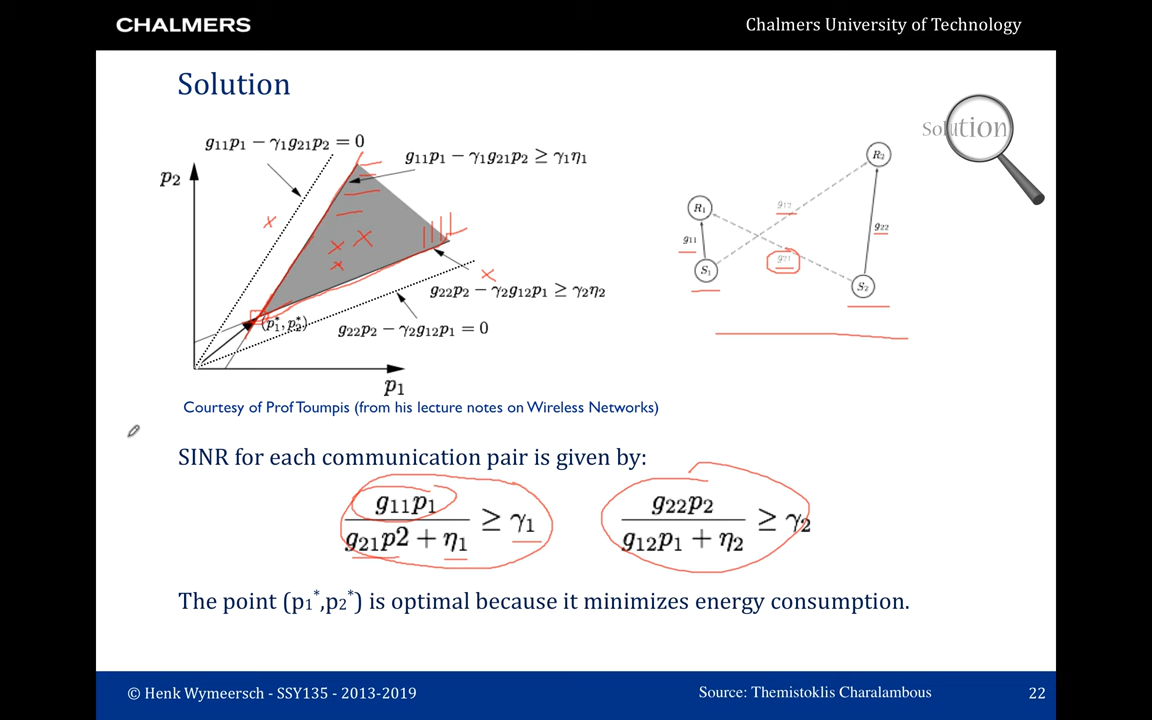 CHALMERS
Chalmers University of Technology
Solution
Solution
g₁₁p₁ − γ₁g₂₁p₂ = 0
g₁₁p₁ − γ₁g₂₁p₂ ≥ γ₁η₁
p₂
R₂
R₁
g₁₂
g₂₂
g₁₁
g₂₁
S₁
S₂
g₂₂p₂ − γ₂g₁₂p₁ ≥ γ₂η₂
(p₁*, p₂*)
g₂₂p₂ − γ₂g₁₂p₁ = 0
p₁
Courtesy of Prof Toumpis (from his lecture notes on Wireless Networks)
SINR for each communication pair is given by:
g₁₁p₁ / g₂₁p2 + η₁ ≥ γ₁
g₂₂p₂ / g₁₂p₁ + η₂ ≥ γ₂
The point (p₁*,p₂*) is optimal because it minimizes energy consumption.
© Henk Wymeersch - SSY135 - 2013-2019
Source: Themistoklis Charalambous
22